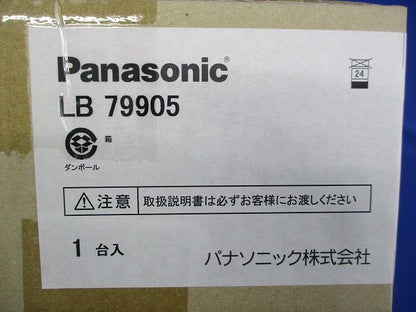 Panasonic®
24
LB 79905
箱
ダンボール
注意 取扱説明書は必ずお客様にお渡しください
1 台入
パナソニック株式会社